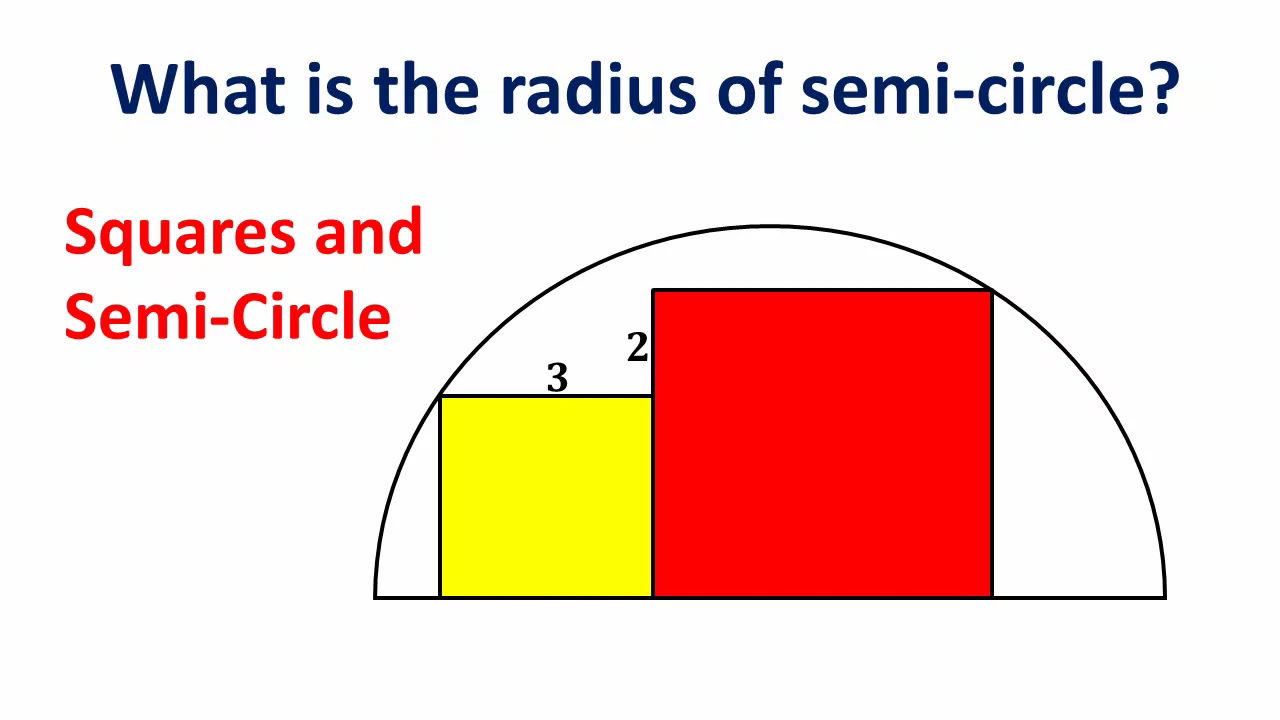 What is the radius of semi-circle?
Squares and
Semi-Circle
2
3